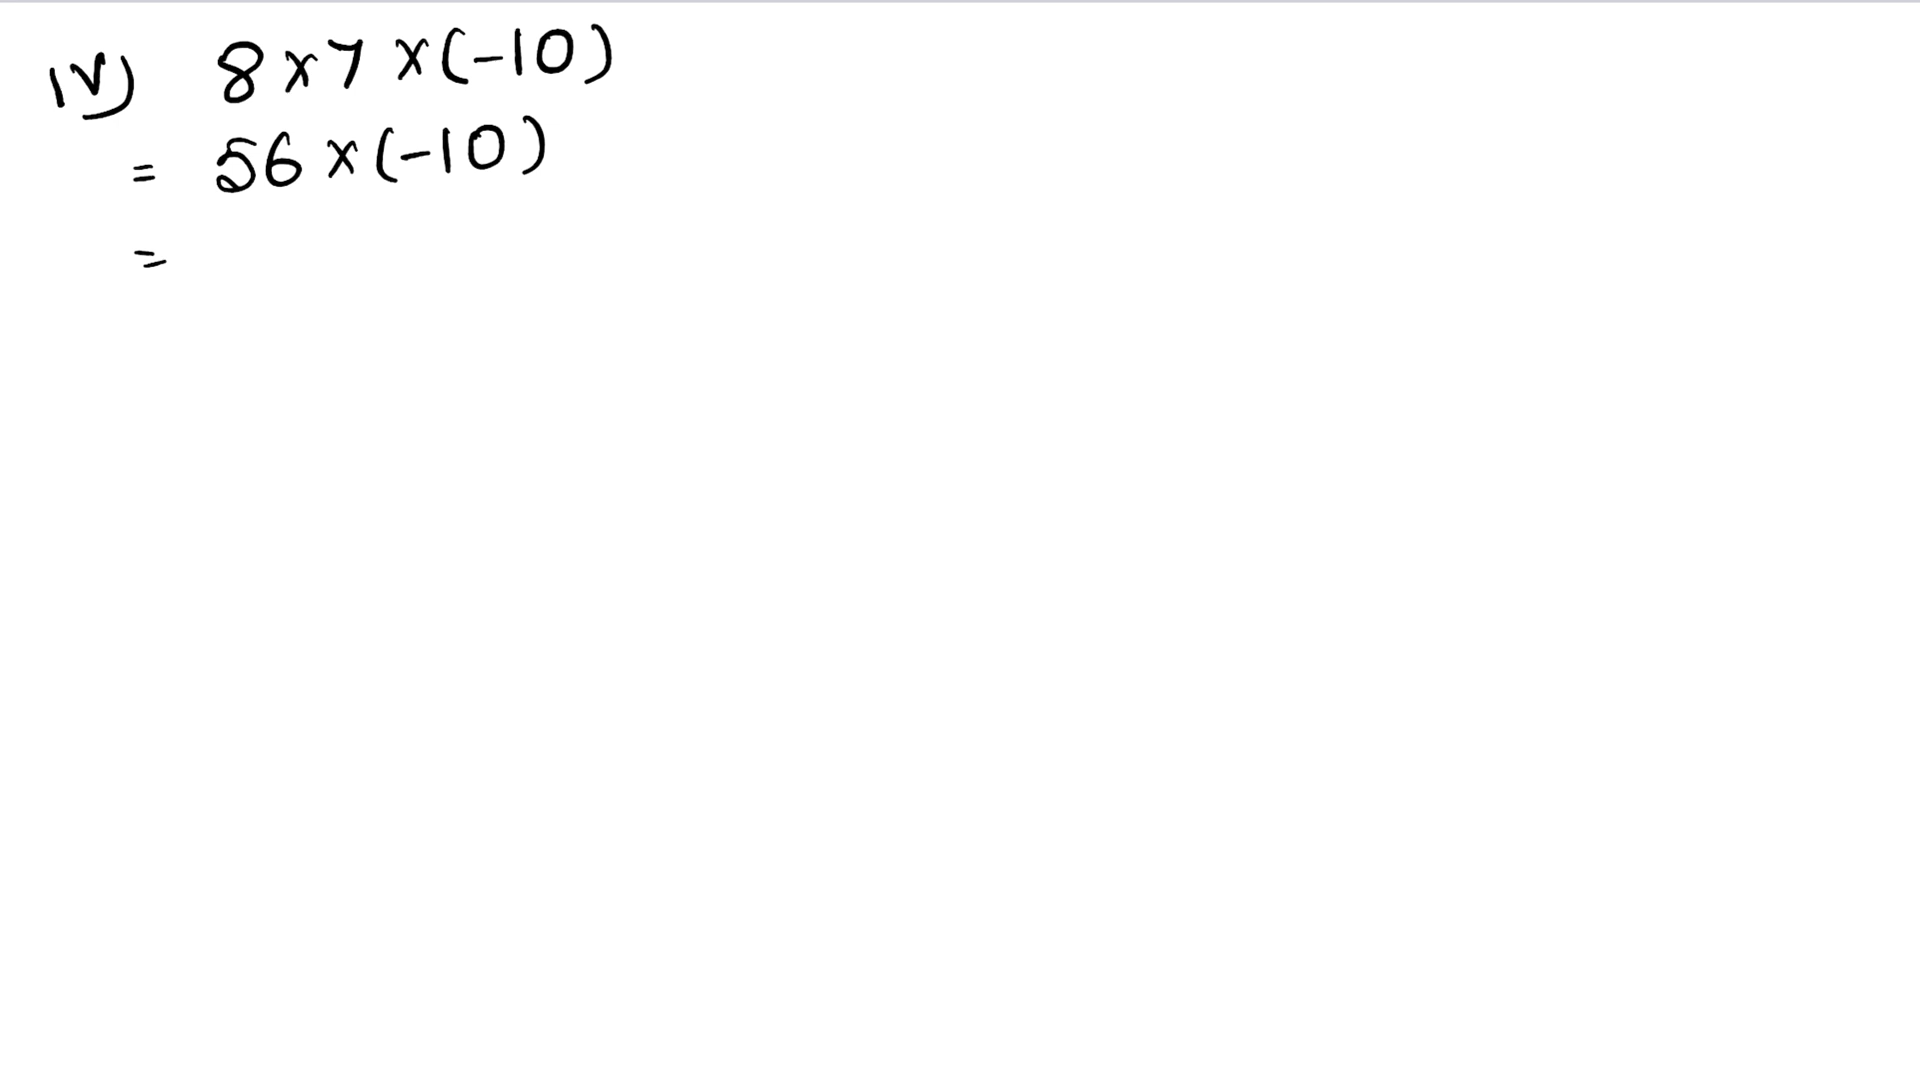 IV) 8 x 7 x (-10)
= 56 x (-10)
=